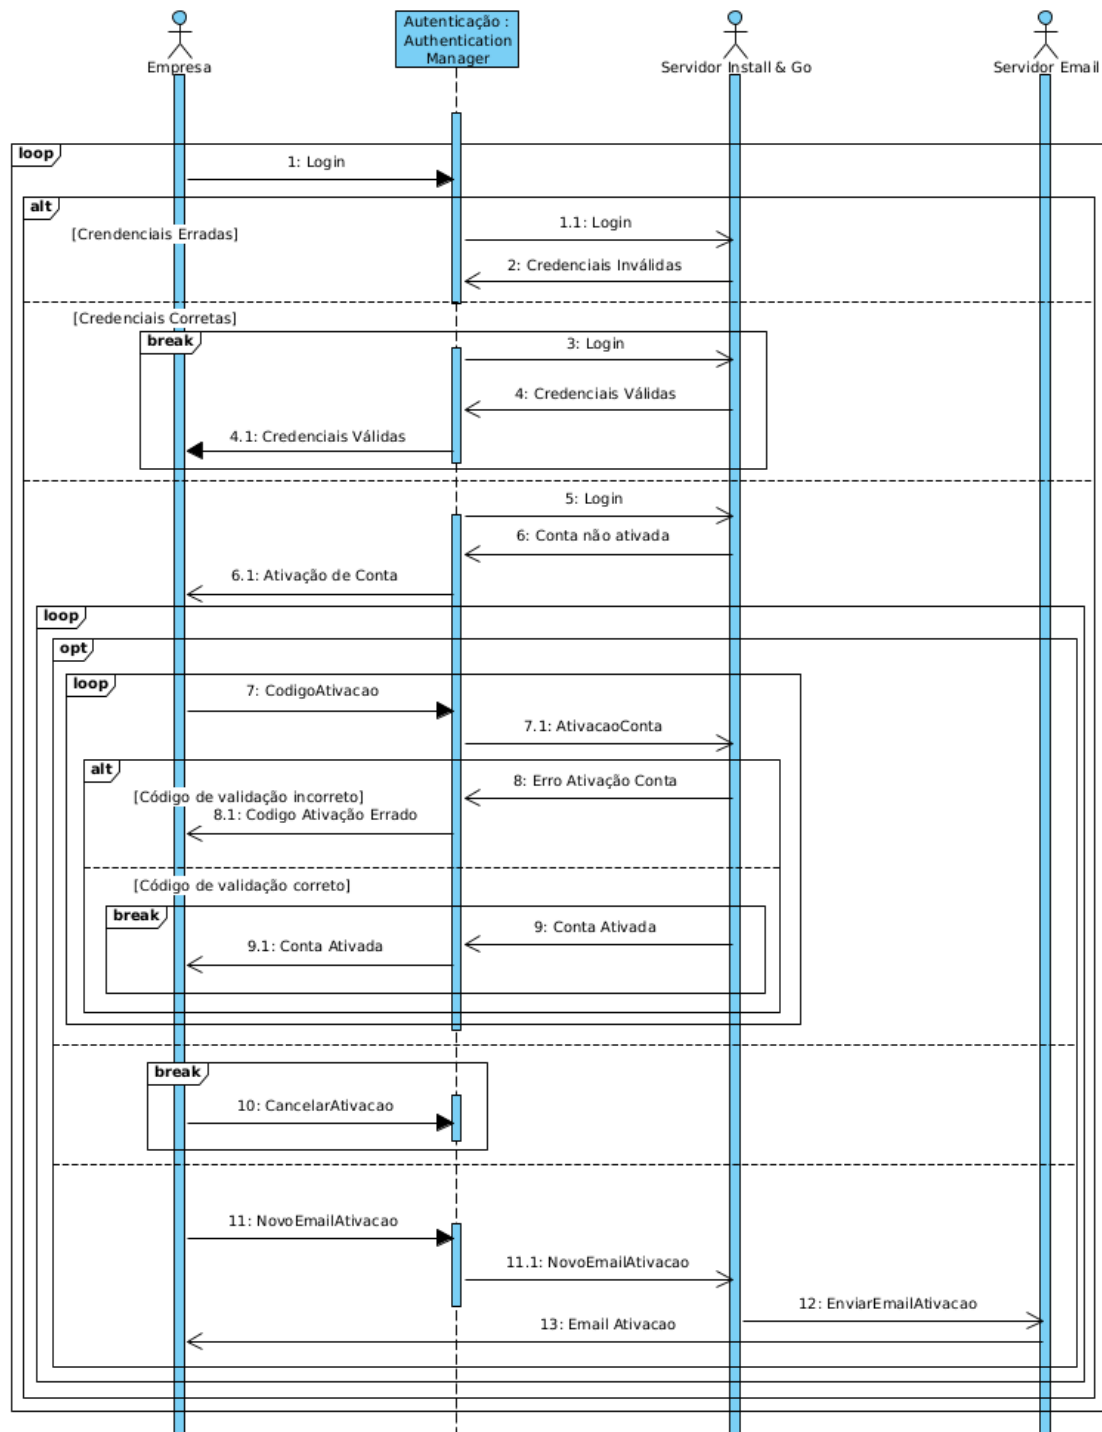 Empresa
Autenticação :
Authentication
Manager
Servidor Install & Go
Servidor Email
loop
1: Login
alt
[Crendenciais Erradas]
1.1: Login
2: Credenciais Inválidas
[Credenciais Corretas]
break
3: Login
4: Credenciais Válidas
4.1: Credenciais Válidas
5: Login
6: Conta não ativada
6.1: Ativação de Conta
loop
opt
loop
7: CodigoAtivacao
7.1: AtivacaoConta
alt
8: Erro Ativação Conta
[Código de validação incorreto]
8.1: Codigo Ativação Errado
[Código de validação correto]
break
9: Conta Ativada
9.1: Conta Ativada
break
10: CancelarAtivacao
11: NovoEmailAtivacao
11.1: NovoEmailAtivacao
12: EnviarEmailAtivacao
13: Email Ativacao